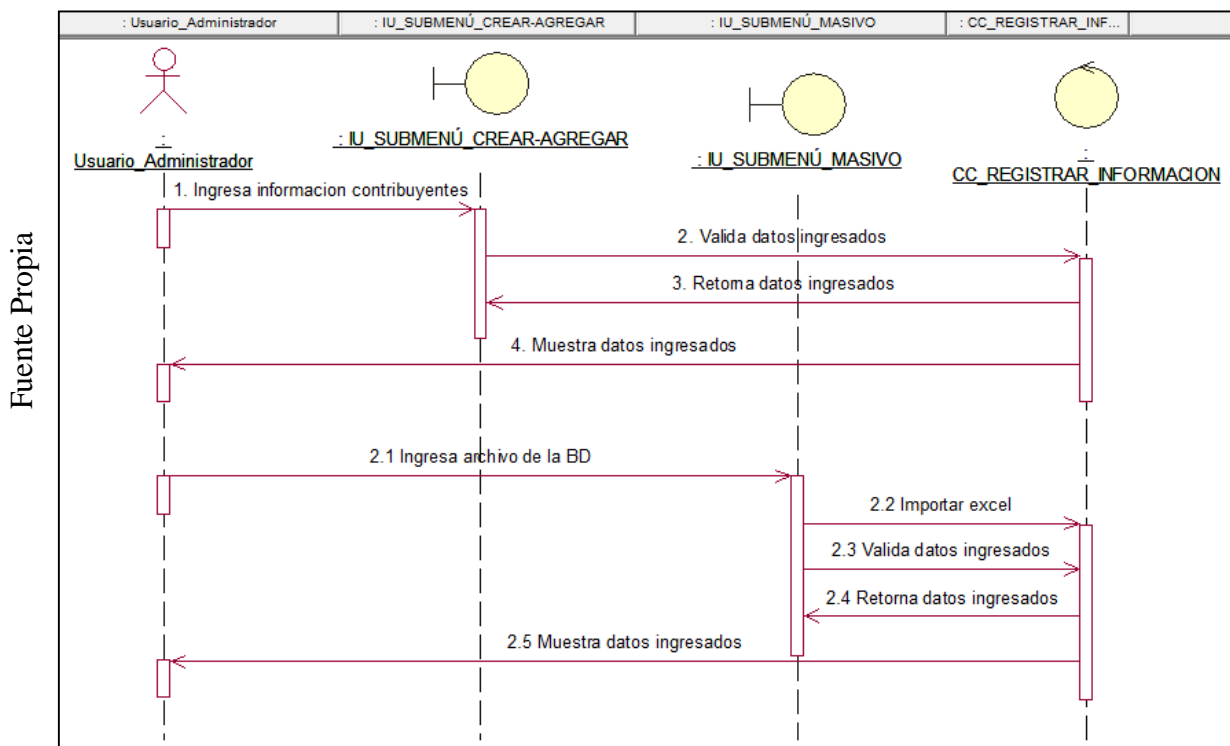 : Usuario_Administrador
: IU_SUBMENÚ_CREAR-AGREGAR
: IU_SUBMENÚ_MASIVO
: CC_REGISTRAR_INF...
:
Usuario_Administrador
: IU_SUBMENÚ_CREAR-AGREGAR
: IU_SUBMENÚ_MASIVO
:
CC_REGISTRAR_INFORMACION
Fuente Propia
1. Ingresa informacion contribuyentes
2. Valida datos ingresados
3. Retorna datos ingresados
4. Muestra datos ingresados
2.1 Ingresa archivo de la BD
2.2 Importar excel
2.3 Valida datos ingresados
2.4 Retorna datos ingresados
2.5 Muestra datos ingresados